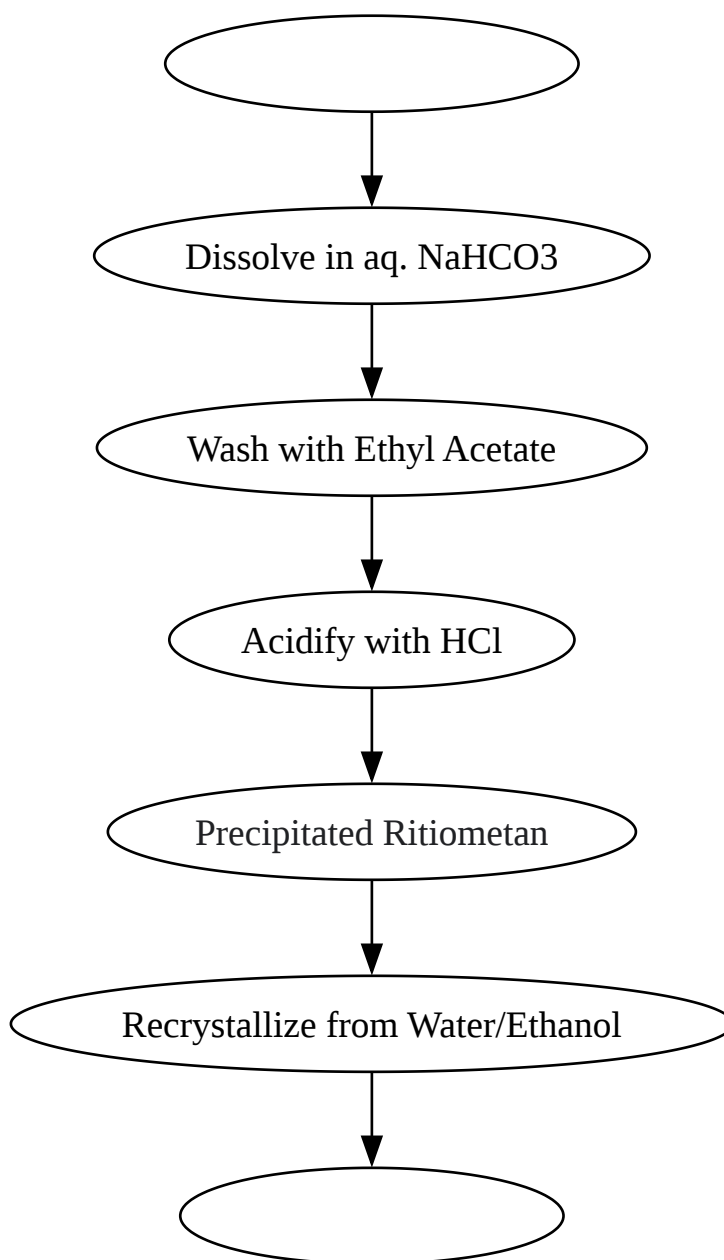 Dissolve in aq. NaHCO3
Wash with Ethyl Acetate
Acidify with HCl
Precipitated Ritiometan
Recrystallize from Water/Ethanol